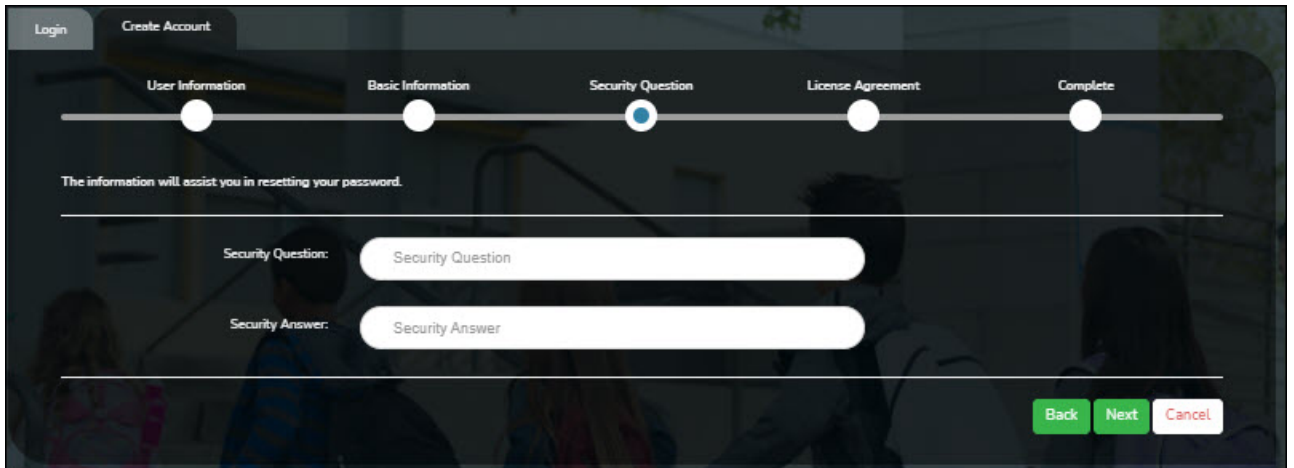 Login
Create Account
User Information
Basic Information
Security Question
License Agreement
Complete
The information will assist you in resetting your password.
Security Question:
Security Question
Security Answer:
Security Answer
Back
Next
Cancel